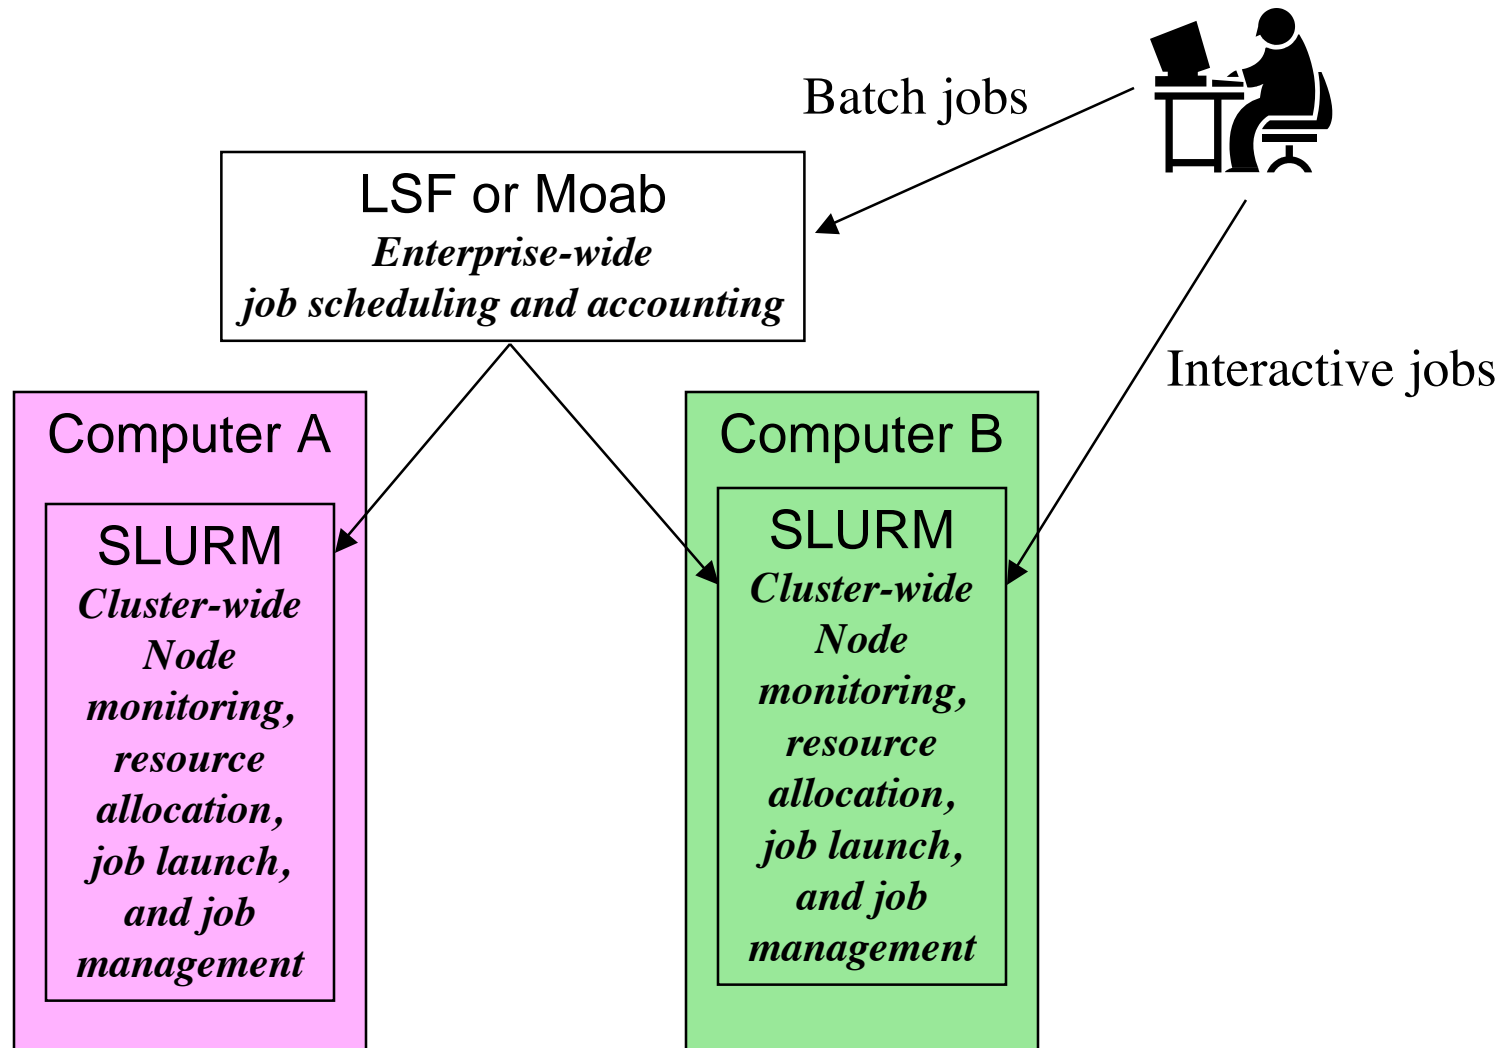 Batch jobs
LSF or Moab
Enterprise-wide
job scheduling and accounting
Interactive jobs
Computer A
SLURM
Cluster-wide
Node
monitoring,
resource
allocation,
job launch,
and job
management
Computer B
SLURM
Cluster-wide
Node
monitoring,
resource
allocation,
job launch,
and job
management